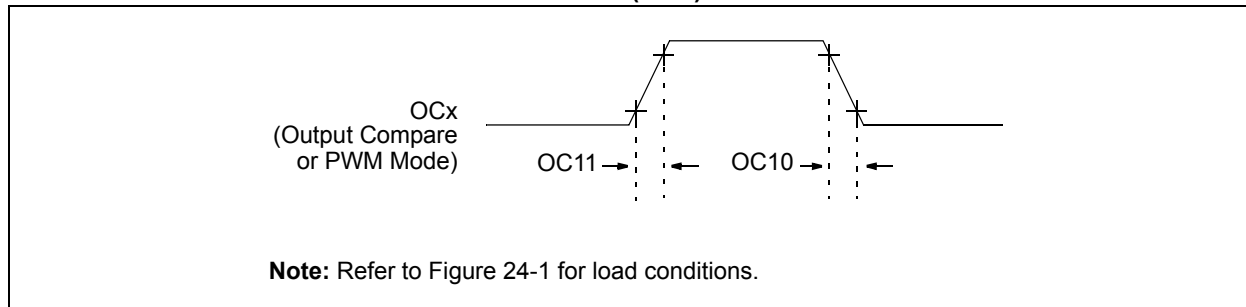 OCx
(Output Compare
or PWM Mode)
OC11
OC10
Note: Refer to Figure 24-1 for load conditions.